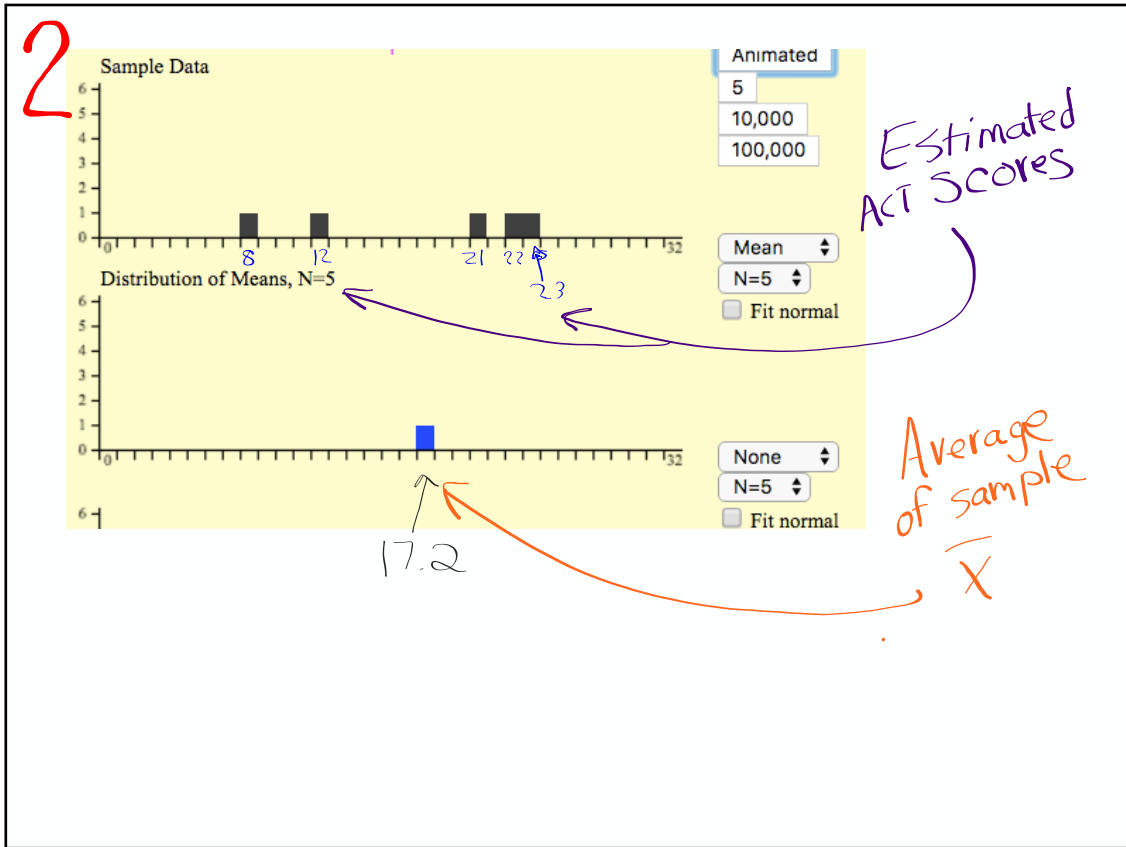 2
Sample Data
6
5
4
3
2
1
0
0
32
8
12
21
22
23
Animated
5
10,000
100,000
Estimated
ACT Scores
Mean
N=5
Fit normal
Distribution of Means, N=5
6
5
4
3
2
1
0
0
32
17.2
None
N=5
Fit normal
6
Average
of sample
X̅